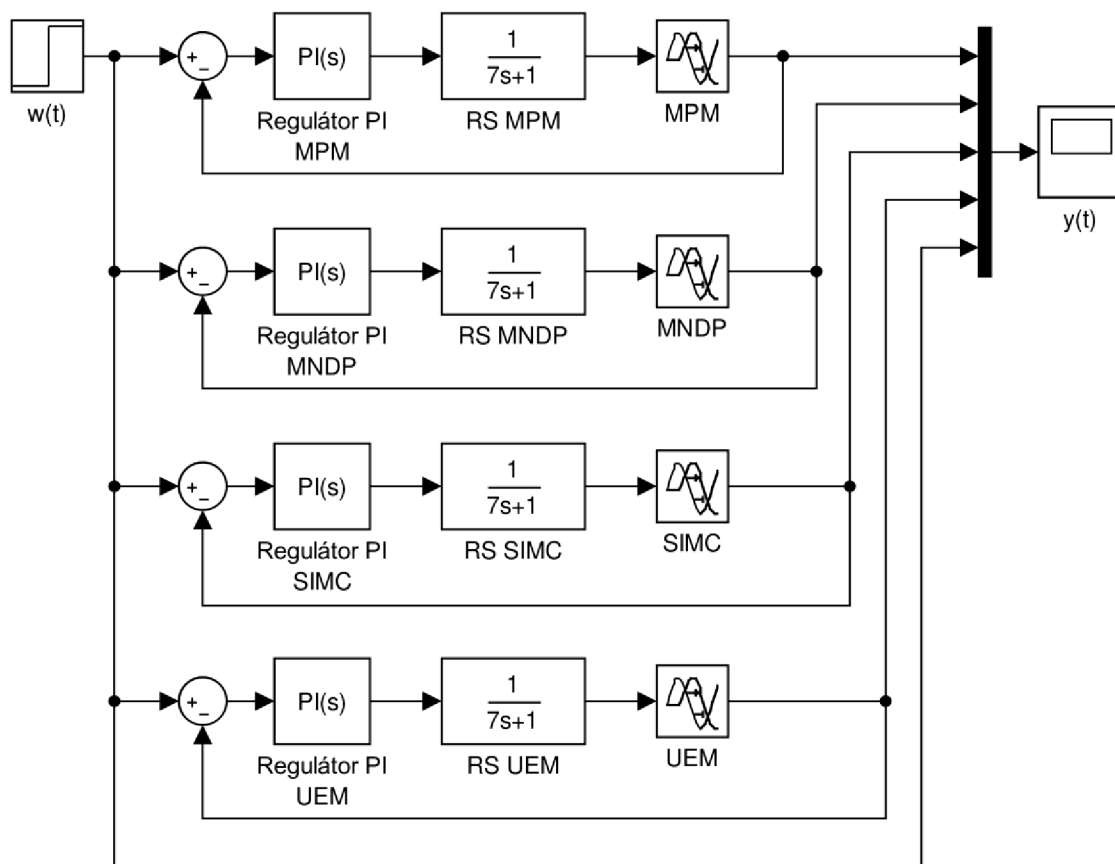 w(t)
+
−
PI(s)
Regulátor PI
MPM
1
7s+1
RS MPM
MPM
y(t)
+
−
PI(s)
Regulátor PI
MNDP
1
7s+1
RS MNDP
MNDP
+
−
PI(s)
Regulátor PI
SIMC
1
7s+1
RS SIMC
SIMC
+
−
PI(s)
Regulátor PI
UEM
1
7s+1
RS UEM
UEM